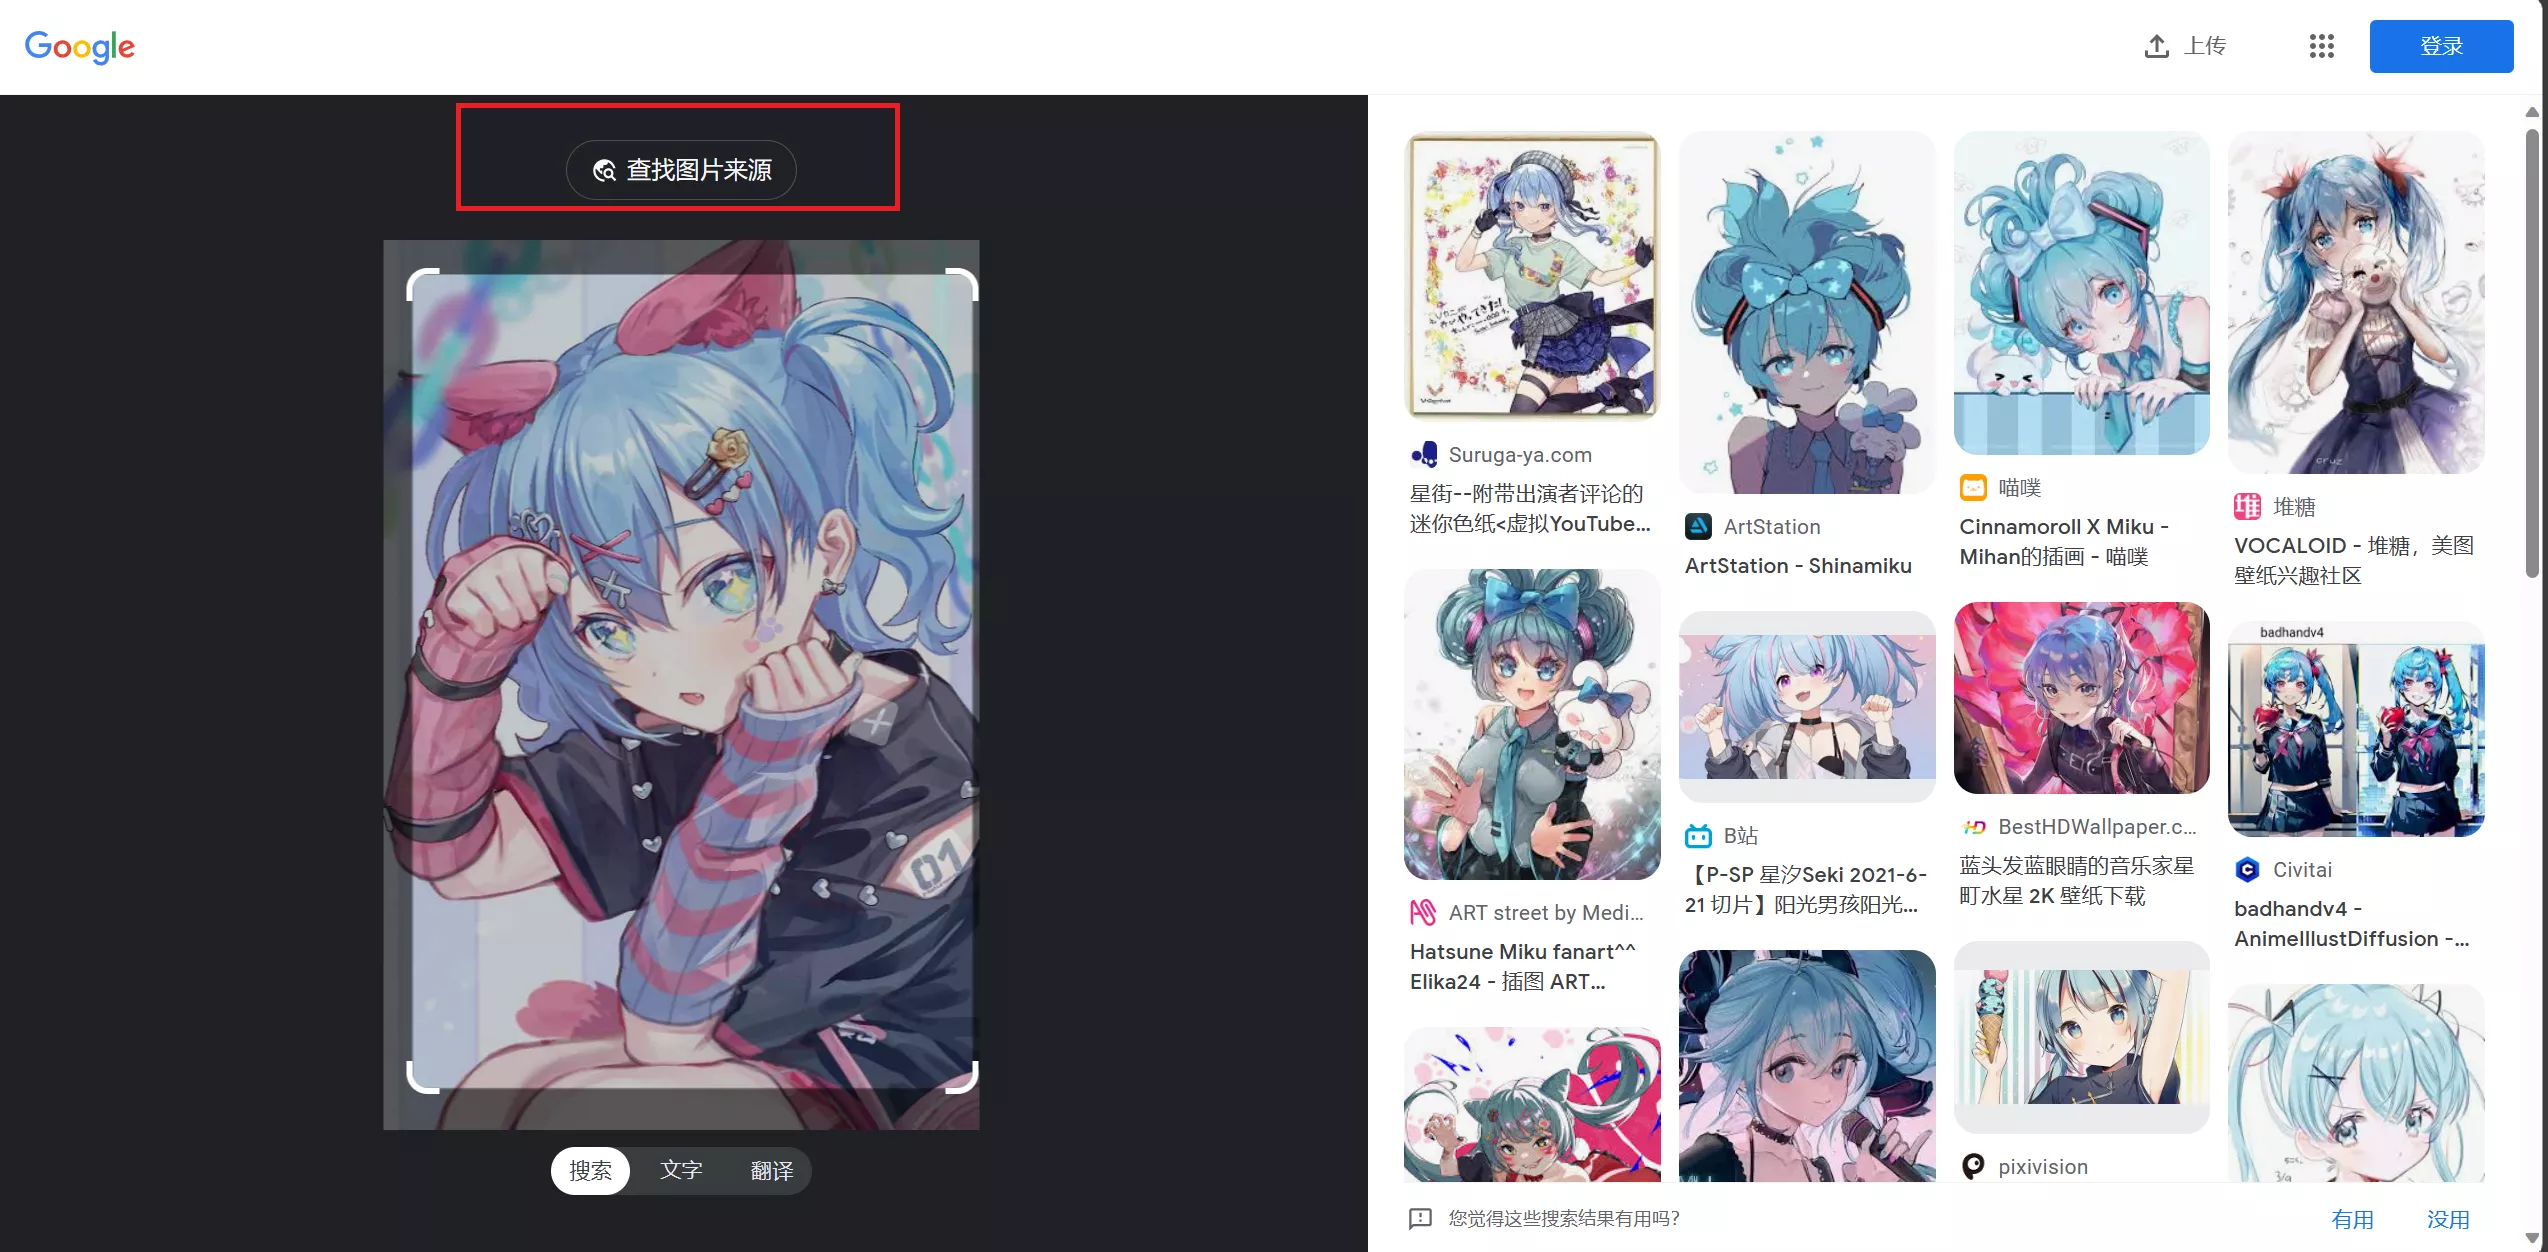 Google
上传
登录
查找图片来源
01
搜索
文字
翻译
Suruga-ya.com
星街--附带出演者评论的
迷你色纸<虚拟YouTube...
ART street by Medi...
Hatsune Miku fanart^^
Elika24 - 插图 ART...
ArtStation
ArtStation - Shinamiku
B站
【P-SP 星汐Seki 2021-6-
21 切片】阳光男孩阳光...
喵噗
Cinnamoroll X Miku -
Mihan的插画 - 喵噗
BestHDWallpaper.c...
蓝头发蓝眼睛的音乐家星
町水星 2K 壁纸下载
pixivision
cruz
堆糖
VOCALOID - 堆糖，美图
壁纸兴趣社区
badhandv4
Civitai
badhandv4 -
AnimeIllustDiffusion -...
3/9
您觉得这些搜索结果有用吗?
有用
没用